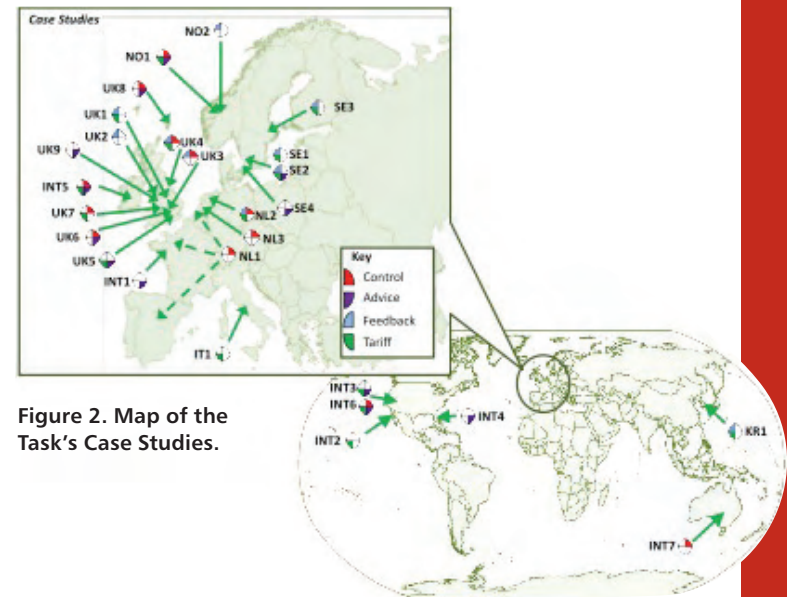 Case Studies
NO2
NO1
UK8
SE3
UK1
UK2
UK4
UK9
UK3
SE1
SE2
INT5
UK7
NL2
SE4
UK6
NL3
UK5
NL1
INT1
Key
Control
Advice
Feedback
Tariff
IT1
INT3
INT6
INT4
INT2
KR1
INT7
Figure 2. Map of the
Task's Case Studies.